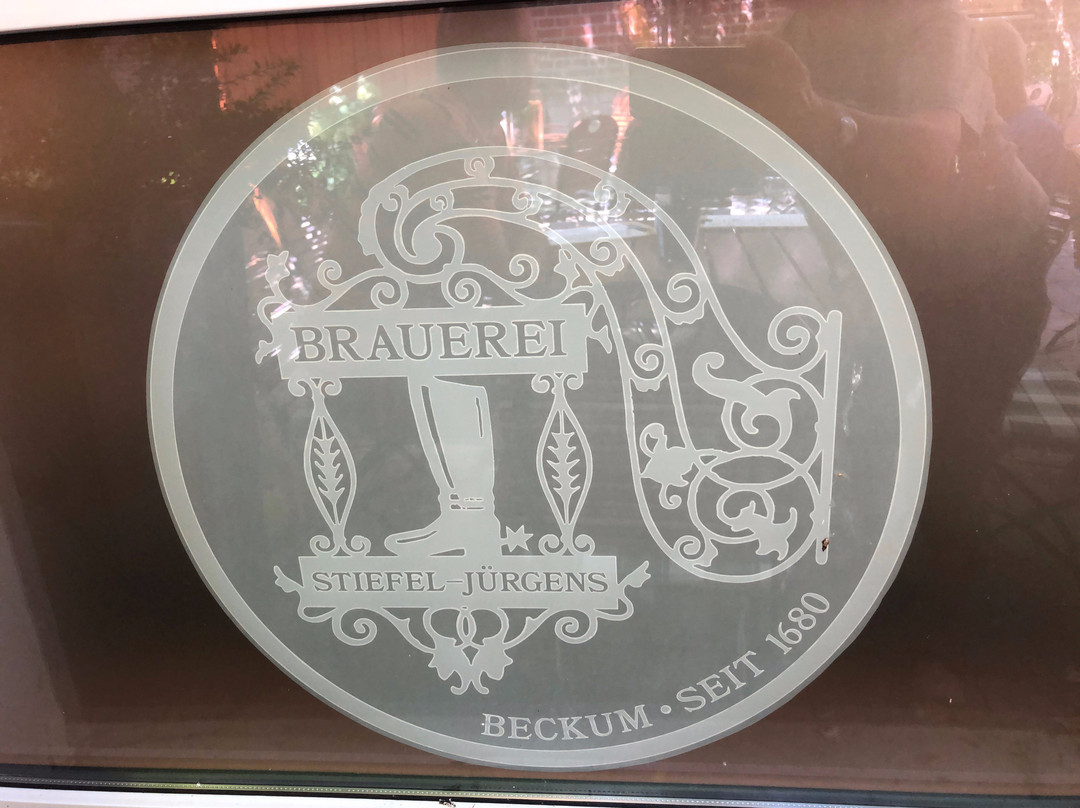 BRAUEREI
STIEFEL-JÜRGENS
BECKUM • SEIT 1680